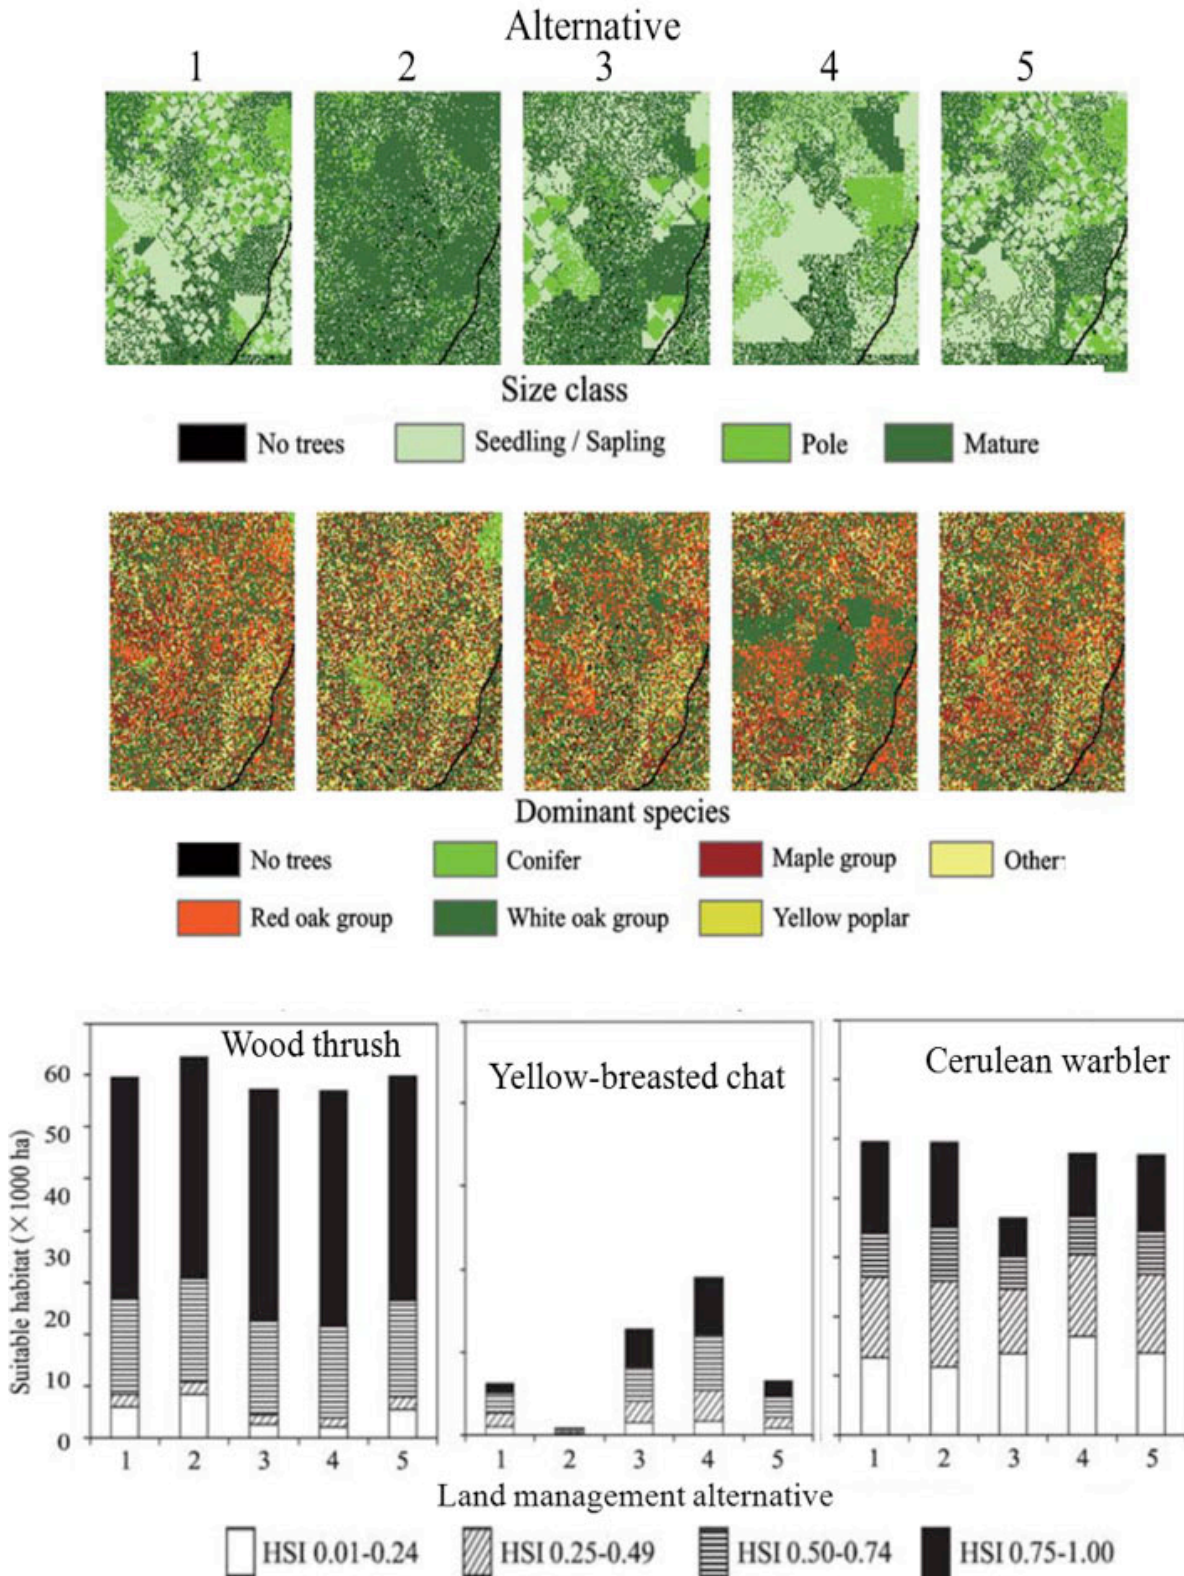 Alternative
1 2 3 4 5
Size class
No trees Seedling / Sapling Pole Mature
Dominant species
No trees Conifer Maple group Other
Red oak group White oak group Yellow poplar
Wood thrush
Yellow-breasted chat
Cerulean warbler
Suitable habitat (×1000 ha)
60
50
40
30
20
10
0
1 2 3 4 5 1 2 3 4 5 1 2 3 4 5
Land management alternative
HSI 0.01-0.24 HSI 0.25-0.49 HSI 0.50-0.74 HSI 0.75-1.00